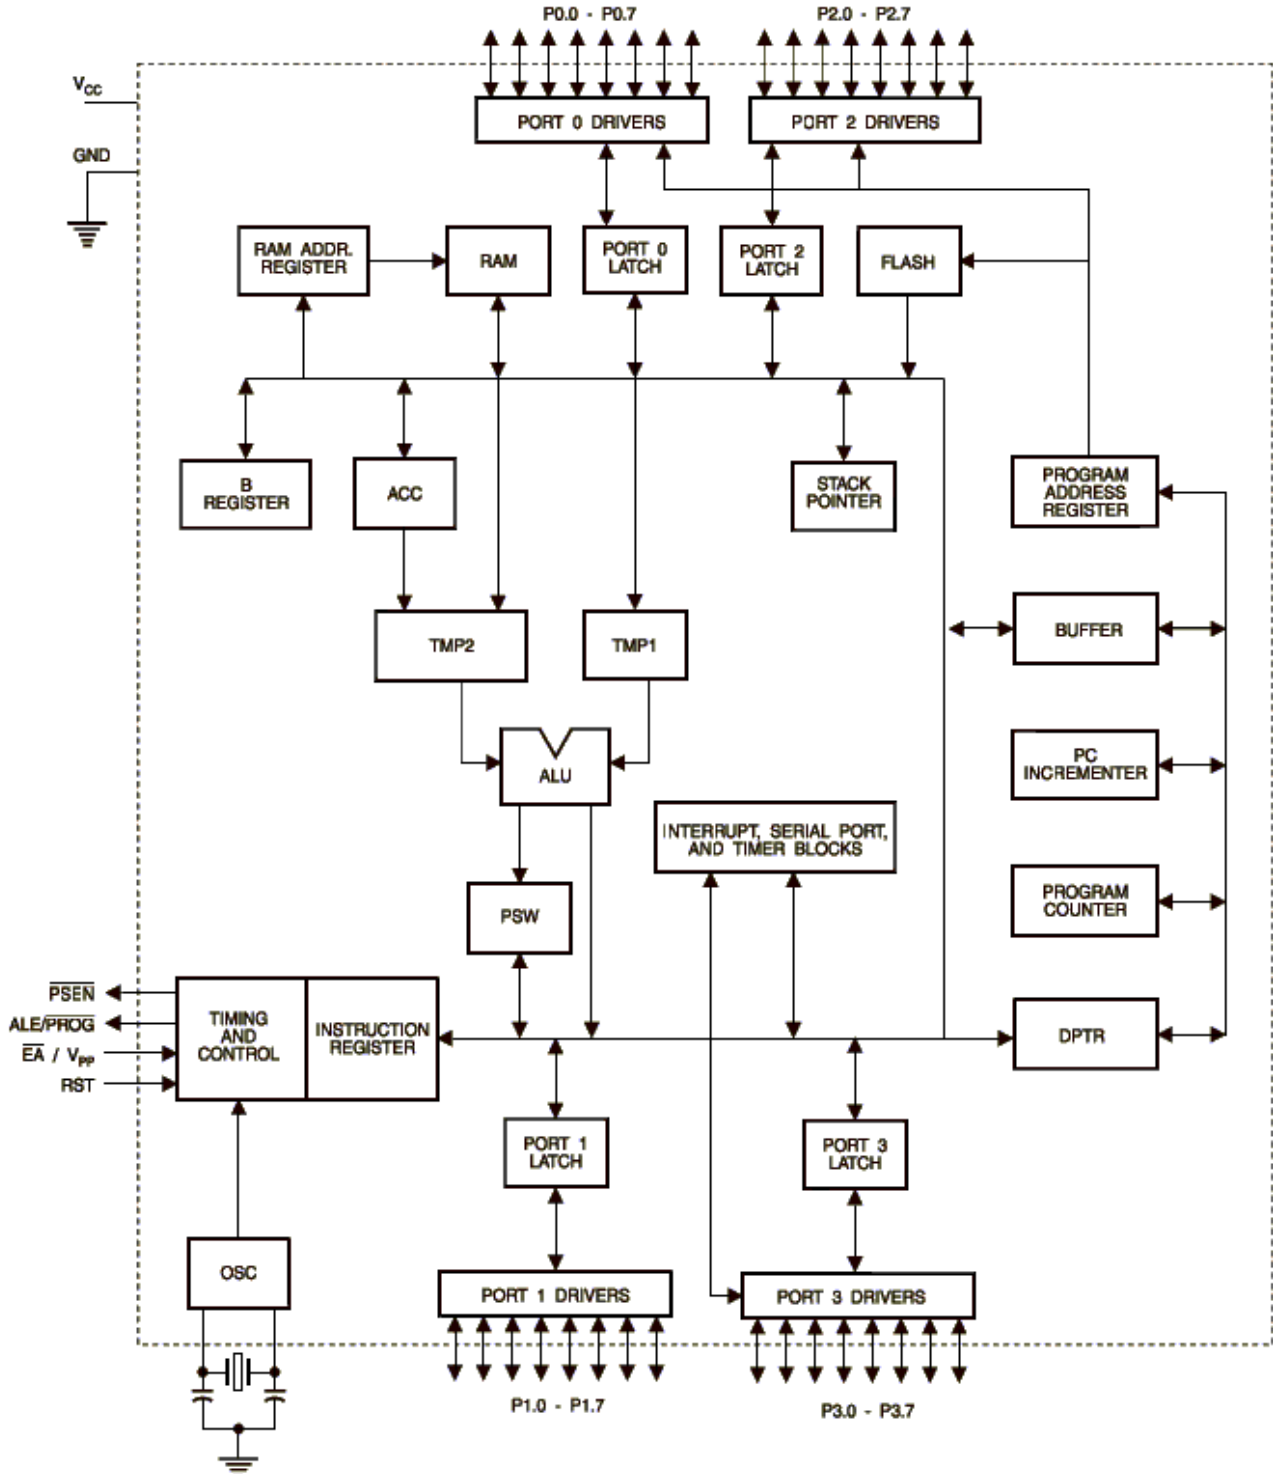 P0.0 - P0.7
P2.0 - P2.7
VCC
PORT 0 DRIVERS
PORT 2 DRIVERS
GND
RAM ADDR.
REGISTER
RAM
PORT 0
LATCH
PORT 2
LATCH
FLASH
B
REGISTER
ACC
STACK
POINTER
PROGRAM
ADDRESS
REGISTER
TMP2
TMP1
BUFFER
ALU
PC
INCREMENTER
INTERRUPT, SERIAL PORT,
AND TIMER BLOCKS
PSW
PROGRAM
COUNTER
PSEN
ALE/PROG
EA / VPP
RST
TIMING
AND
CONTROL
INSTRUCTION
REGISTER
DPTR
PORT 1
LATCH
PORT 3
LATCH
OSC
PORT 1 DRIVERS
PORT 3 DRIVERS
P1.0 - P1.7
P3.0 - P3.7